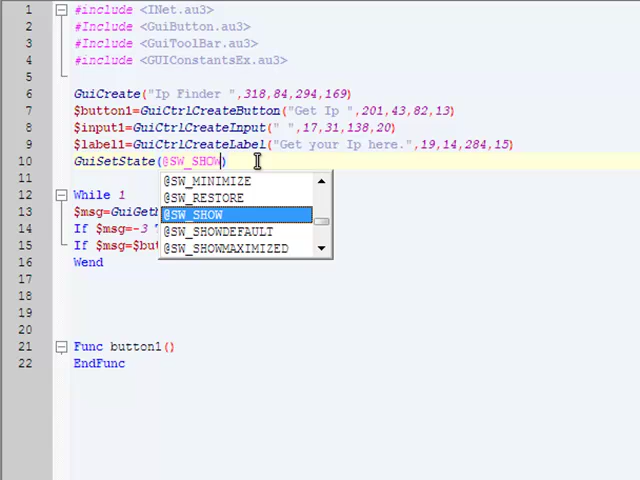 1 #include <INet.au3>
2 #Include <GuiButton.au3>
3 #Include <GuiToolBar.au3>
4 #include <GUIConstantsEx.au3>
5
6 GuiCreate("Ip Finder ",318,84,294,169)
7 $button1=GuiCtrlCreateButton("Get Ip ",201,43,82,13)
8 $input1=GuiCtrlCreateInput(" ",17,31,138,20)
9 $label1=GuiCtrlCreateLabel("Get your Ip here.",19,14,284,15)
10 GuiSetState(@SW_SHOW)
11 @SW_MINIMIZE
12 While 1 @SW_RESTORE
13 $msg=GuiGet @SW_SHOW
14 If $msg=-3 @SW_SHOWDEFAULT
15 If $msg=$but @SW_SHOWMAXIMIZED
16 Wend
17
18
19
20
21 Func button1()
22 EndFunc